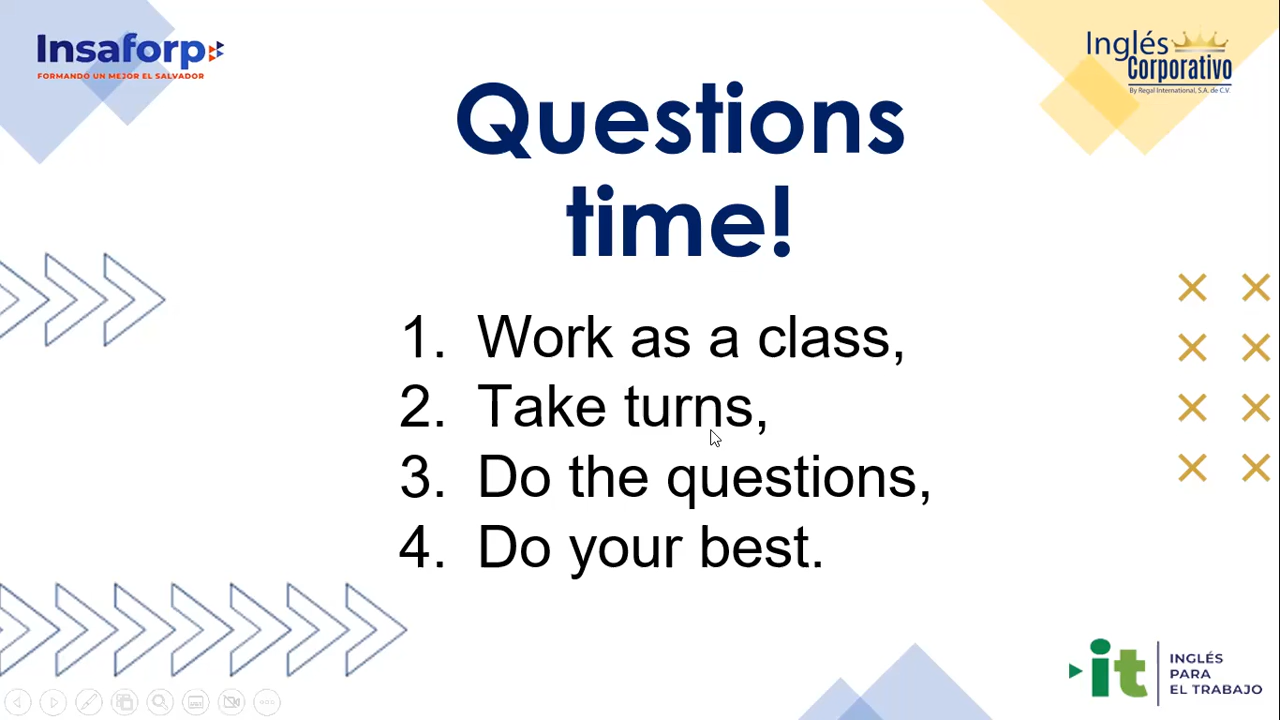 Insaforp
FORMANDO UN MEJOR EL SALVADOR
Inglés
Corporativo
By Regal International, S.A. de C.V.
Questions
time!
1. Work as a class,
2. Take turns,
3. Do the questions,
4. Do your best.
it
INGLÉS
PARA
EL TRABAJO